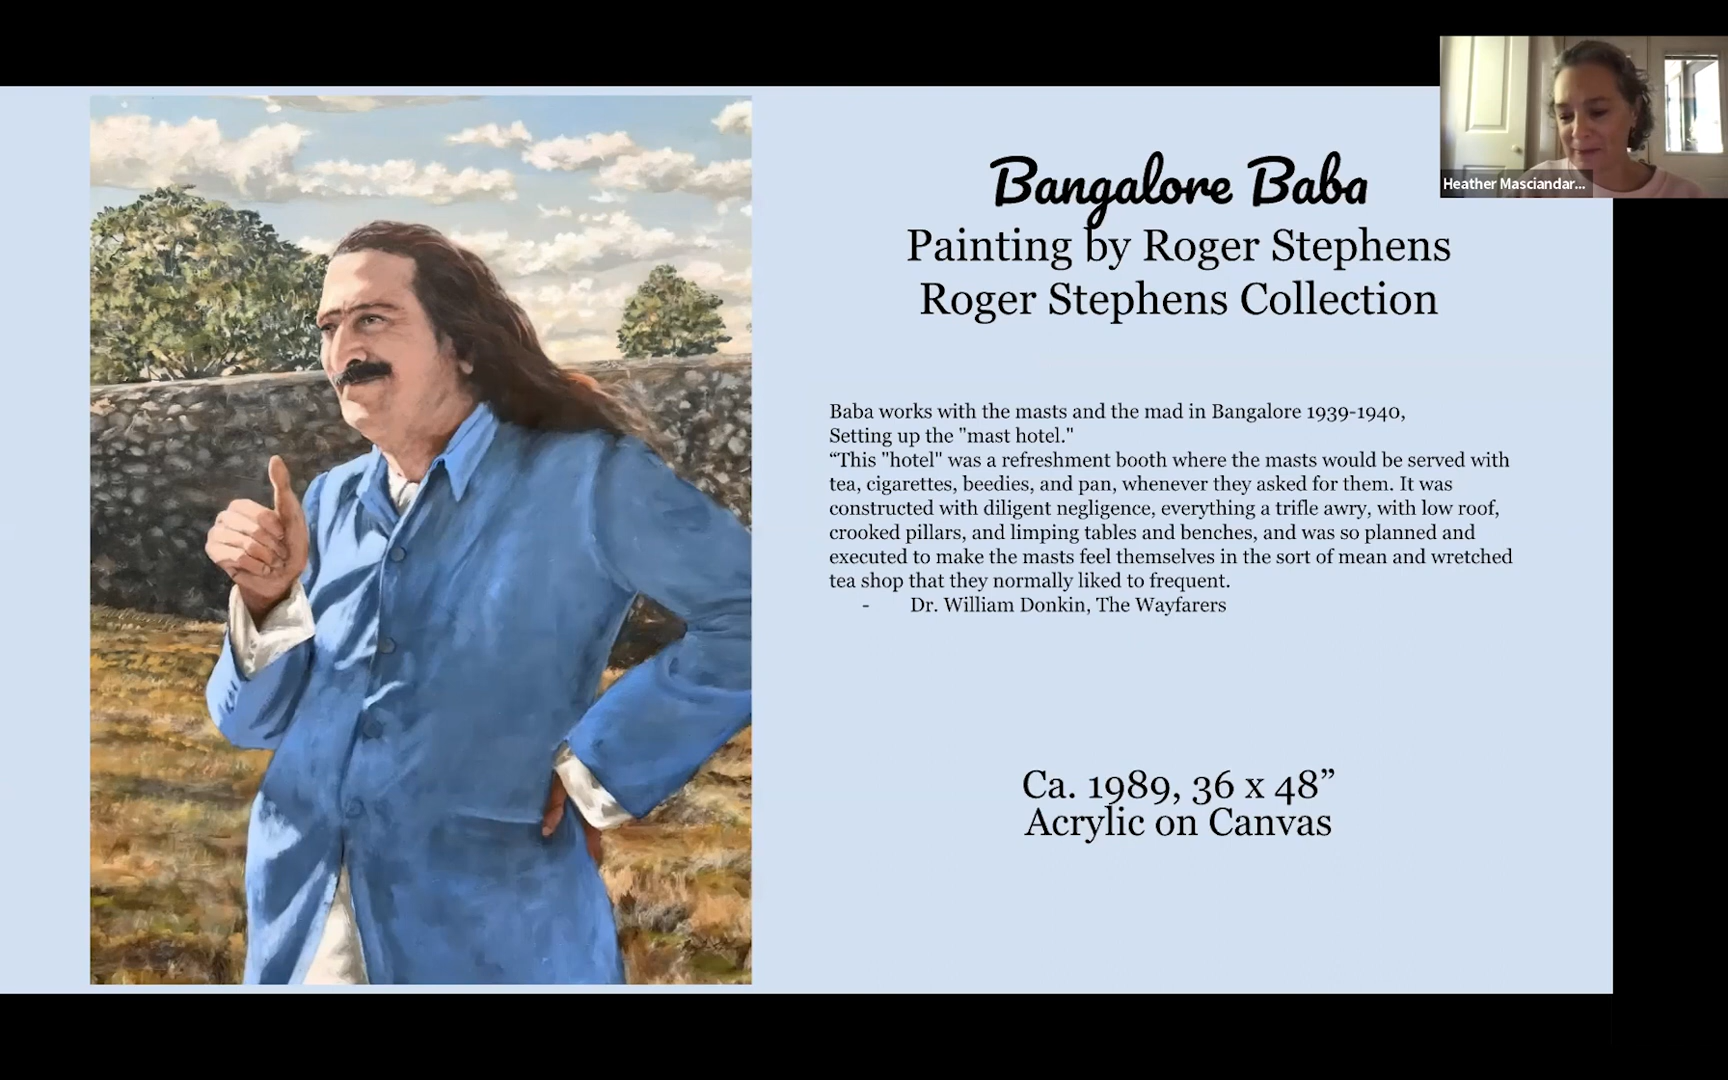 Bangalore Baba
Painting by Roger Stephens
Roger Stephens Collection
Baba works with the masts and the mad in Bangalore 1939-1940,
Setting up the "mast hotel."
“This "hotel" was a refreshment booth where the masts would be served with
tea, cigarettes, beedies, and pan, whenever they asked for them. It was
constructed with diligent negligence, everything a trifle awry, with low roof,
crooked pillars, and limping tables and benches, and was so planned and
executed to make the masts feel themselves in the sort of mean and wretched
tea shop that they normally liked to frequent.
- Dr. William Donkin, The Wayfarers
Ca. 1989, 36 x 48”
Acrylic on Canvas
Heather Masciandar...